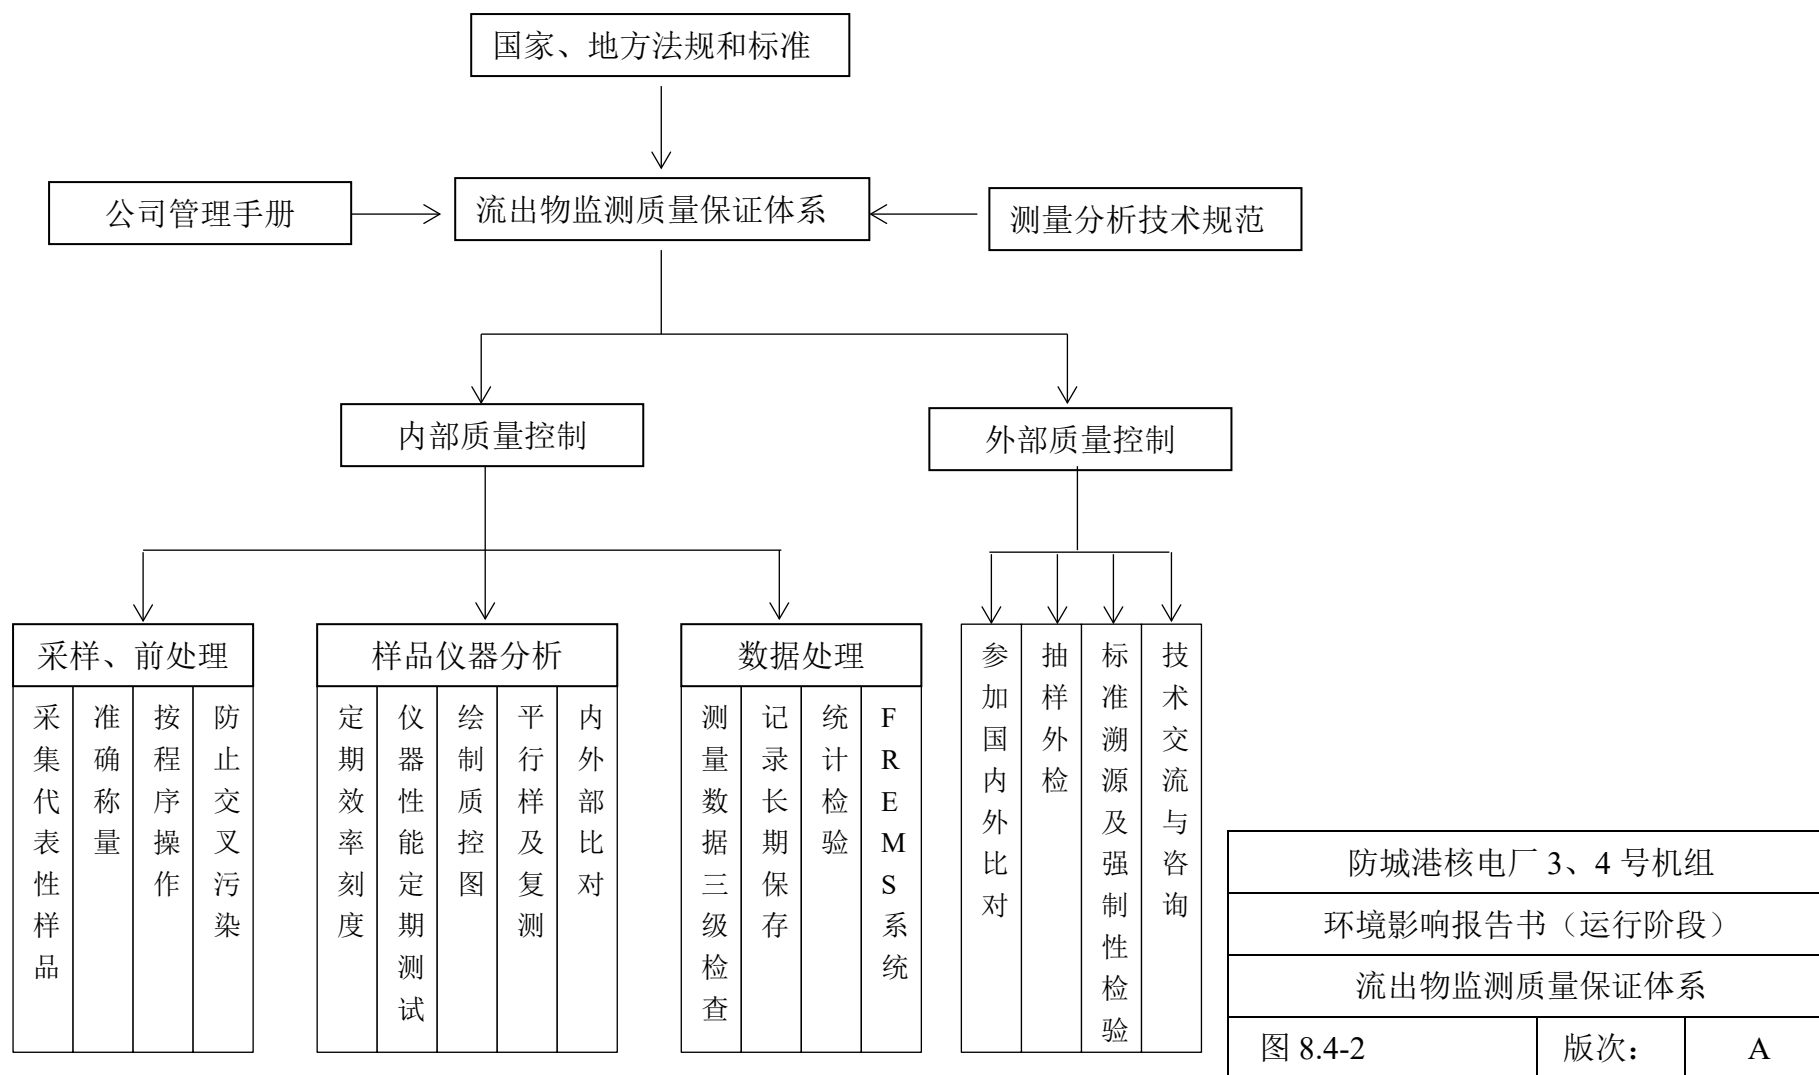 国家、地方法规和标准
公司管理手册
流出物监测质量保证体系
测量分析技术规范
内部质量控制
外部质量控制
采样、前处理
采集代表性样品
准确称量
按程序操作
防止交叉污染
样品仪器分析
定期效率刻度
仪器性能定期测试
绘制质控图
平行样及复测
内外部比对
数据处理
测量数据三级检查
记录长期保存
统计检验
FREMS系统
参加国内外比对
抽样外检
标准溯源及强制性检验
技术交流与咨询
防城港核电厂 3、4 号机组
环境影响报告书（运行阶段）
流出物监测质量保证体系
图 8.4-2 版次： A